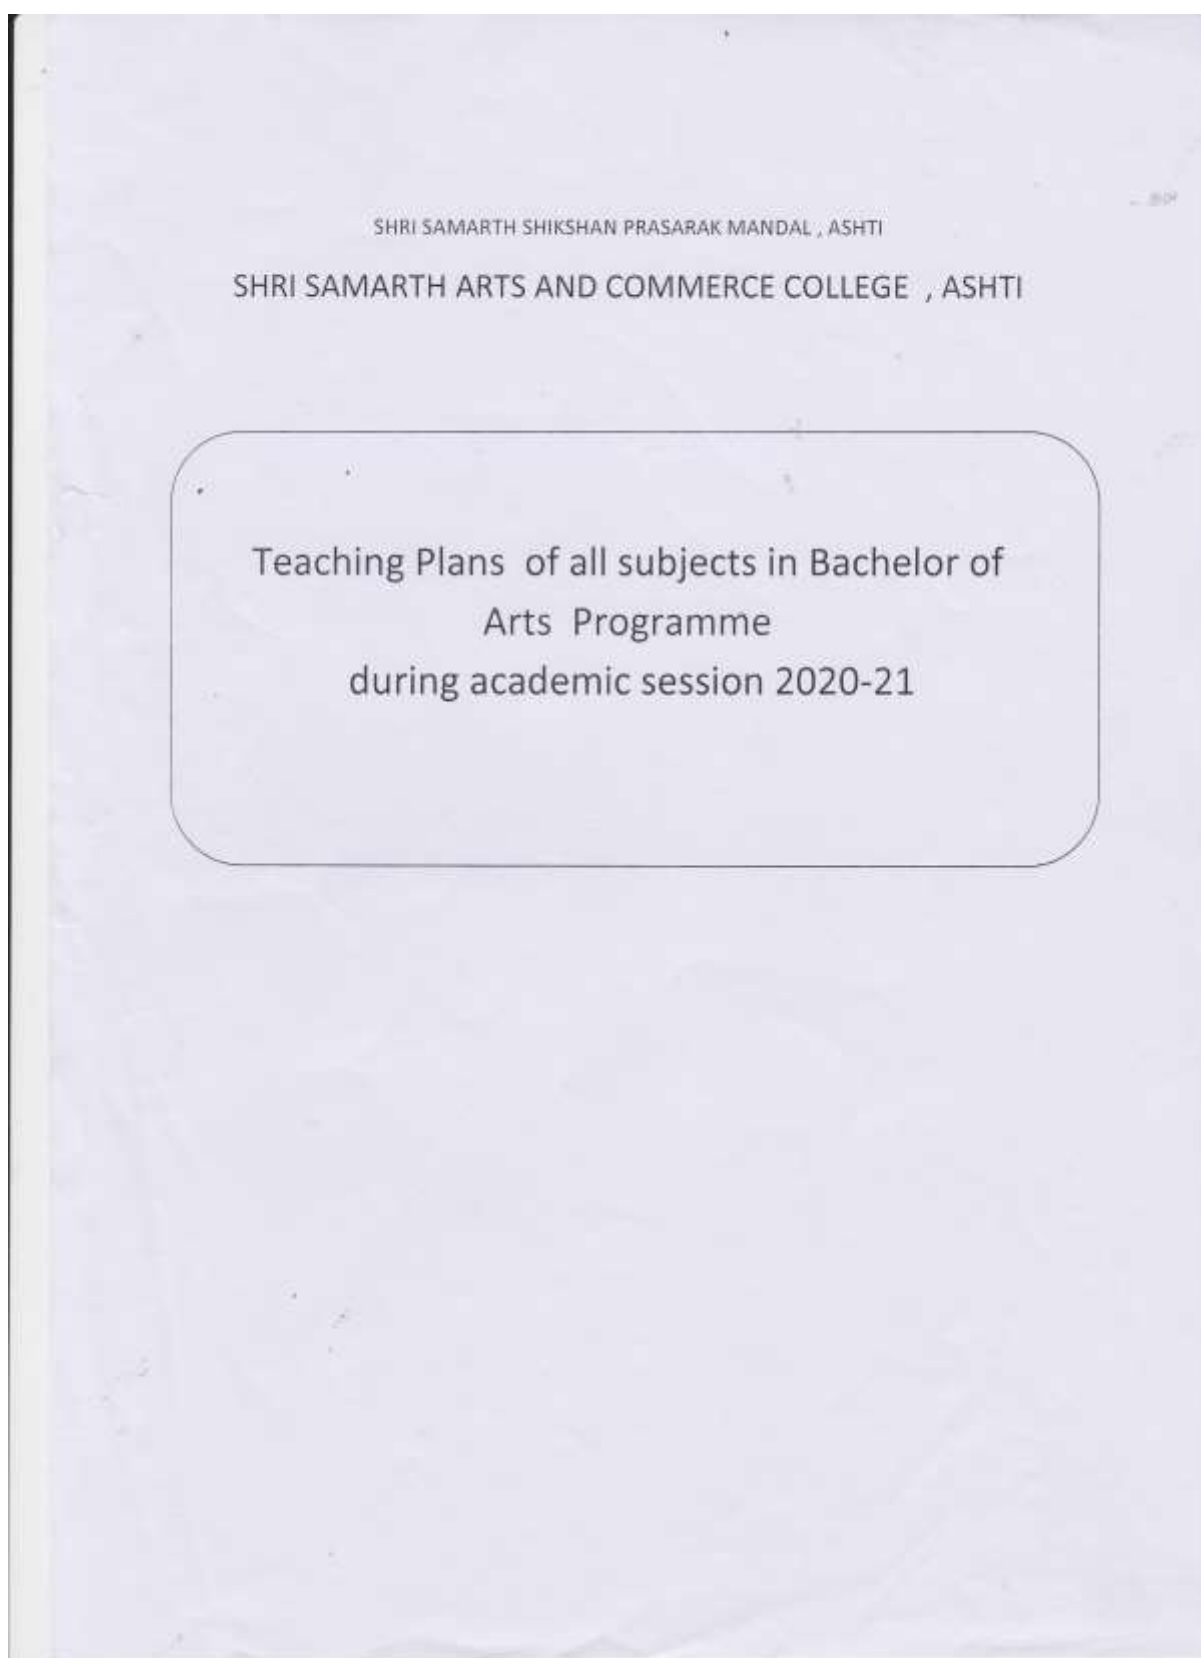 SHRI SAMARTH SHIKSHAN PRASARAK MANDAL , ASHTI
SHRI SAMARTH ARTS AND COMMERCE COLLEGE , ASHTI
Teaching Plans of all subjects in Bachelor of
Arts Programme
during academic session 2020-21